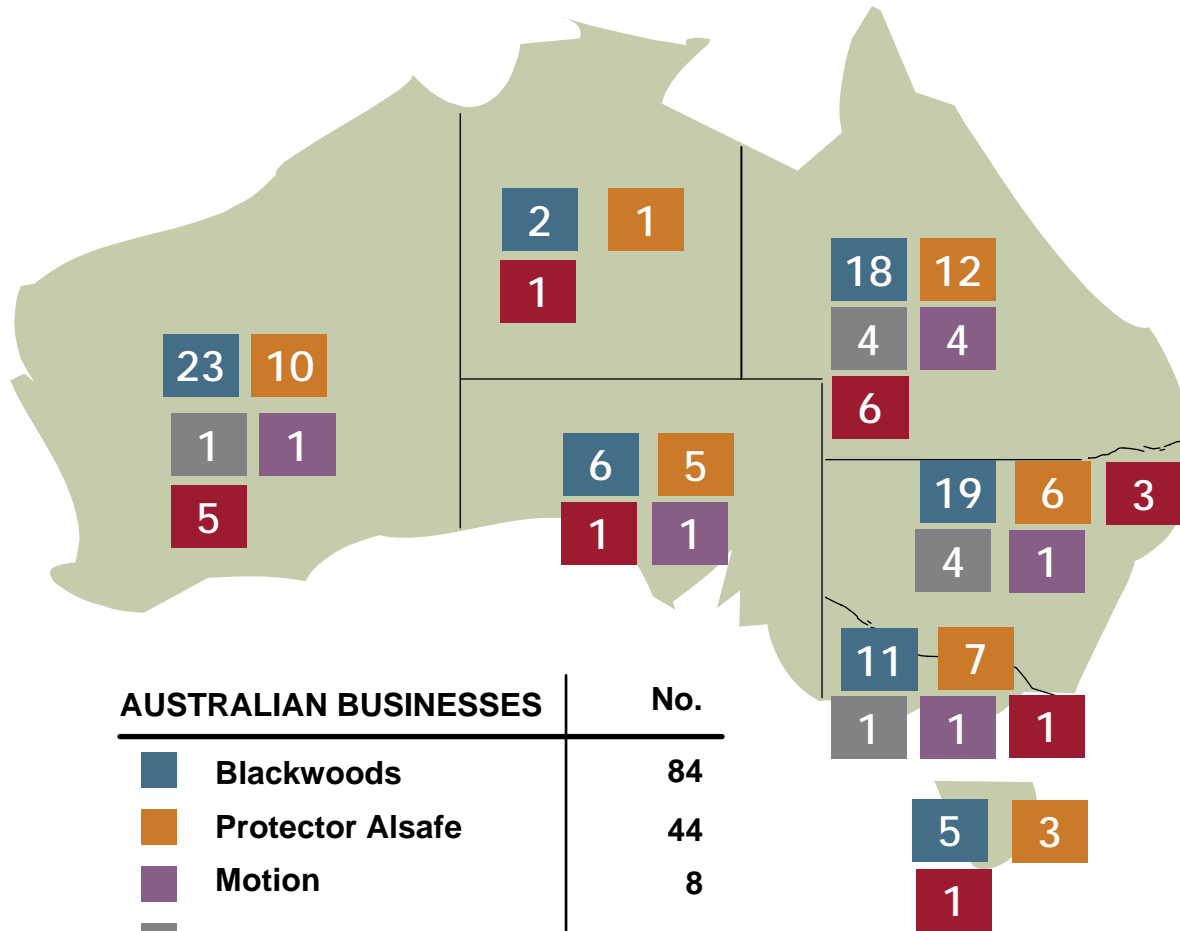 2 1
1
18 12
4 4
6
23 10
1 1
5
6 5
1 1
19 6 3
4 1
11 7
1 1 1
5 3
1
AUSTRALIAN BUSINESSES No.
Blackwoods 84
Protector Alsafe 44
Motion 8